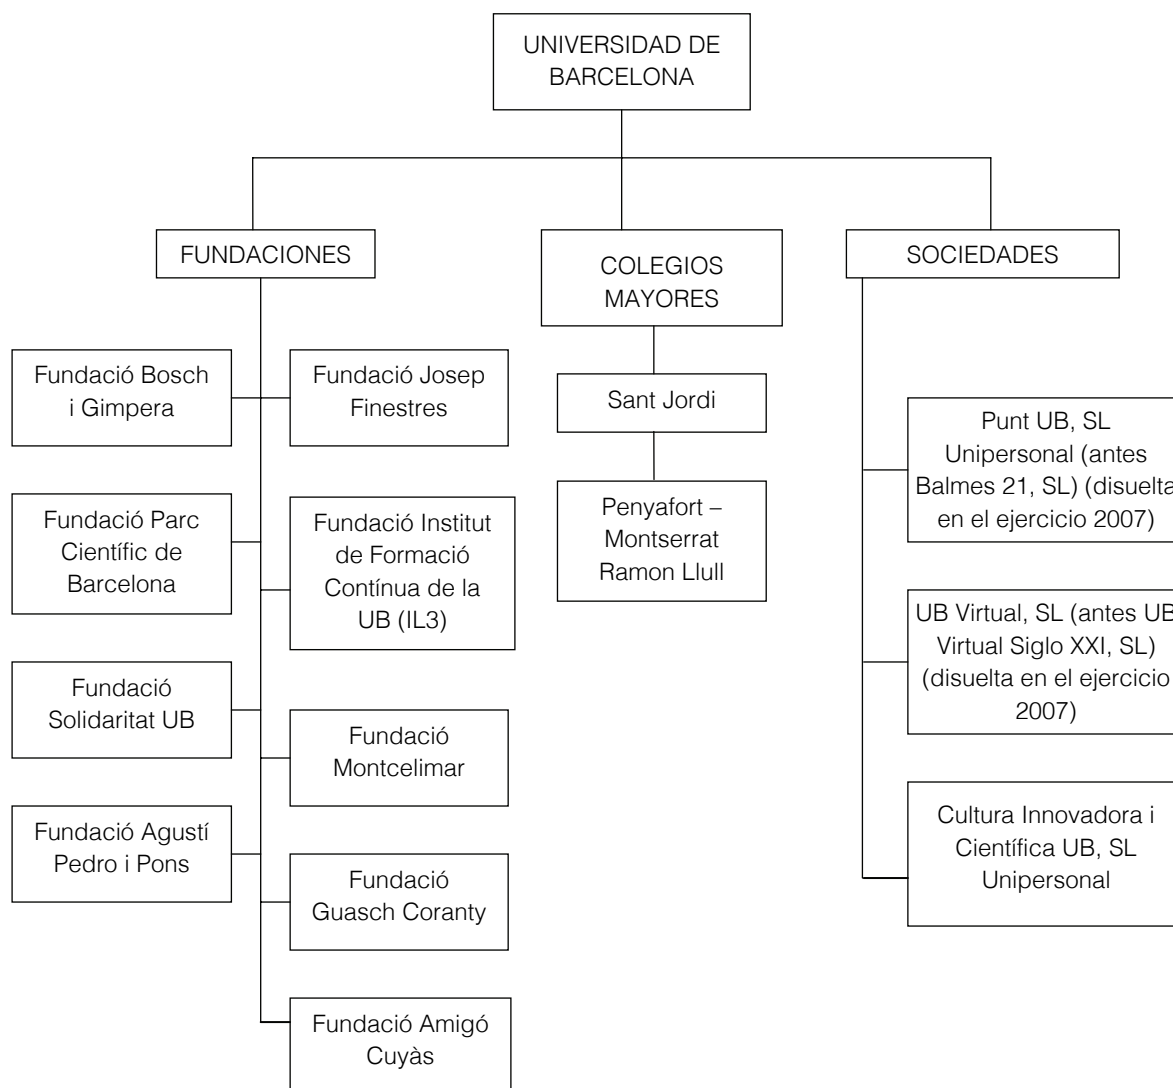 UNIVERSIDAD DE
BARCELONA
FUNDACIONES
COLEGIOS
MAYORES
SOCIEDADES
Fundació Bosch
i Gimpera
Fundació Josep
Finestres
Fundació Parc
Científic de
Barcelona
Fundació Institut
de Formació
Contínua de la
UB (IL3)
Fundació
Solidaritat UB
Fundació
Montcelimar
Fundació Agustí
Pedro i Pons
Fundació
Guasch Coranty
Fundació Amigó
Cuyàs
Sant Jordi
Penyafort –
Montserrat
Ramon Llull
Punt UB, SL
Unipersonal (antes
Balmes 21, SL) (disuelta
en el ejercicio 2007)
UB Virtual, SL (antes UB
Virtual Siglo XXI, SL)
(disuelta en el ejercicio
2007)
Cultura Innovadora i
Científica UB, SL
Unipersonal